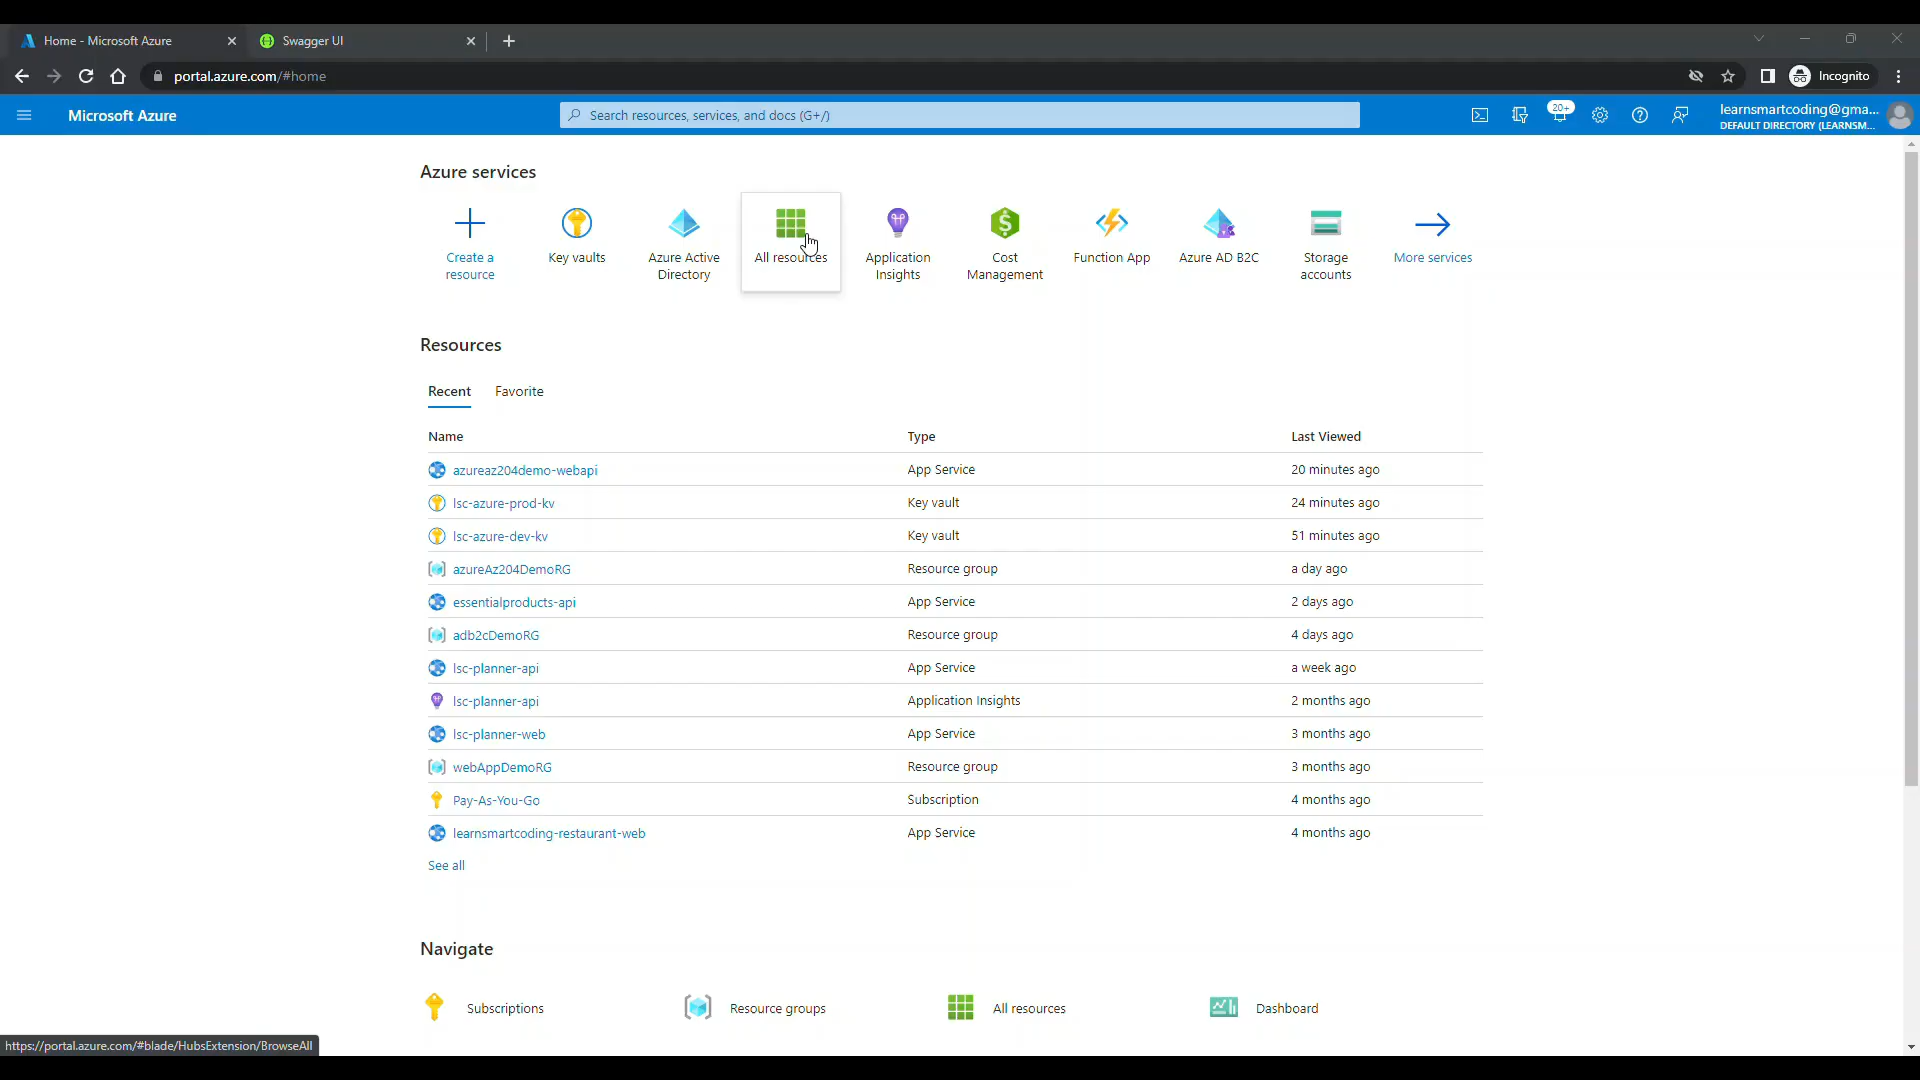 Home - Microsoft Azure
Swagger UI
portal.azure.com/#home
Incognito
Microsoft Azure
Search resources, services, and docs (G+/)
20+
learnsmartcoding@gma...
DEFAULT DIRECTORY (LEARNSM...
Azure services
Create a resource
Key vaults
Azure Active Directory
All resources
Application Insights
Cost Management
Function App
Azure AD B2C
Storage accounts
More services
Resources
Recent Favorite
Name Type Last Viewed
azureaz204demo-webapi App Service 20 minutes ago
lsc-azure-prod-kv Key vault 24 minutes ago
lsc-azure-dev-kv Key vault 51 minutes ago
azureAz204DemoRG Resource group a day ago
essentialproducts-api App Service 2 days ago
adb2cDemoRG Resource group 4 days ago
lsc-planner-api App Service a week ago
lsc-planner-api Application Insights 2 months ago
lsc-planner-web App Service 3 months ago
webAppDemoRG Resource group 3 months ago
Pay-As-You-Go Subscription 4 months ago
learnsmartcoding-restaurant-web App Service 4 months ago
See all
Navigate
Subscriptions Resource groups All resources Dashboard
https://portal.azure.com/#blade/HubsExtension/BrowseAll